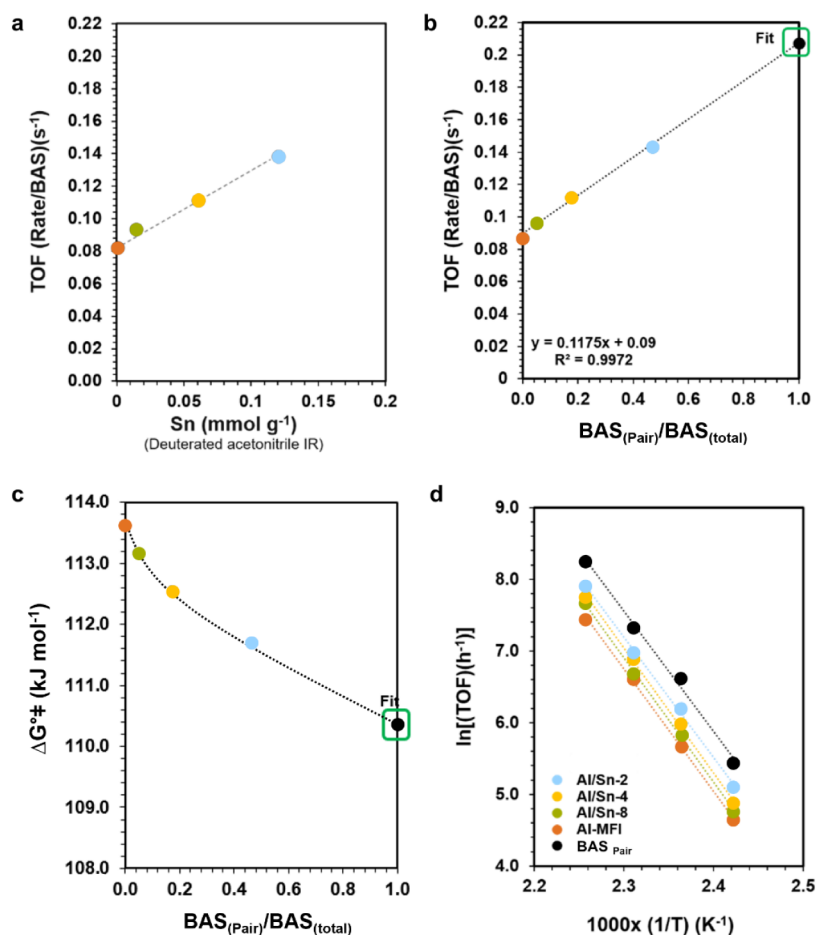 a
0.22
0.20
0.18
0.16
0.14
0.12
0.10
0.08
0.06
0.04
0.02
0.00
TOF (Rate/BAS)(s⁻¹)
0
0.05
0.1
0.15
0.2
Sn (mmol g⁻¹)
(Deuterated acetonitrile IR)
b
0.22
0.22
0.2
0.18
0.16
0.14
0.12
0.1
0.08
0.06
0.04
0.02
0
TOF (Rate/BAS)(s⁻¹)
Fit
y = 0.1175x + 0.09
R² = 0.9972
0.0
0.2
0.4
0.6
0.8
1.0
BAS(Pair)/BAS(total)
c
114.0
113.0
112.0
111.0
110.0
109.0
108.0
ΔG°‡ (kJ mol⁻¹)
Fit
0.0
0.2
0.4
0.6
0.8
1.0
BAS(Pair)/BAS(total)
d
9.0
8.0
7.0
6.0
5.0
4.0
ln[(TOF)(h⁻¹)]
Al/Sn-2
Al/Sn-4
Al/Sn-8
Al-MFI
BAS Pair
2.2
2.3
2.4
2.5
1000x (1/T) (K⁻¹)